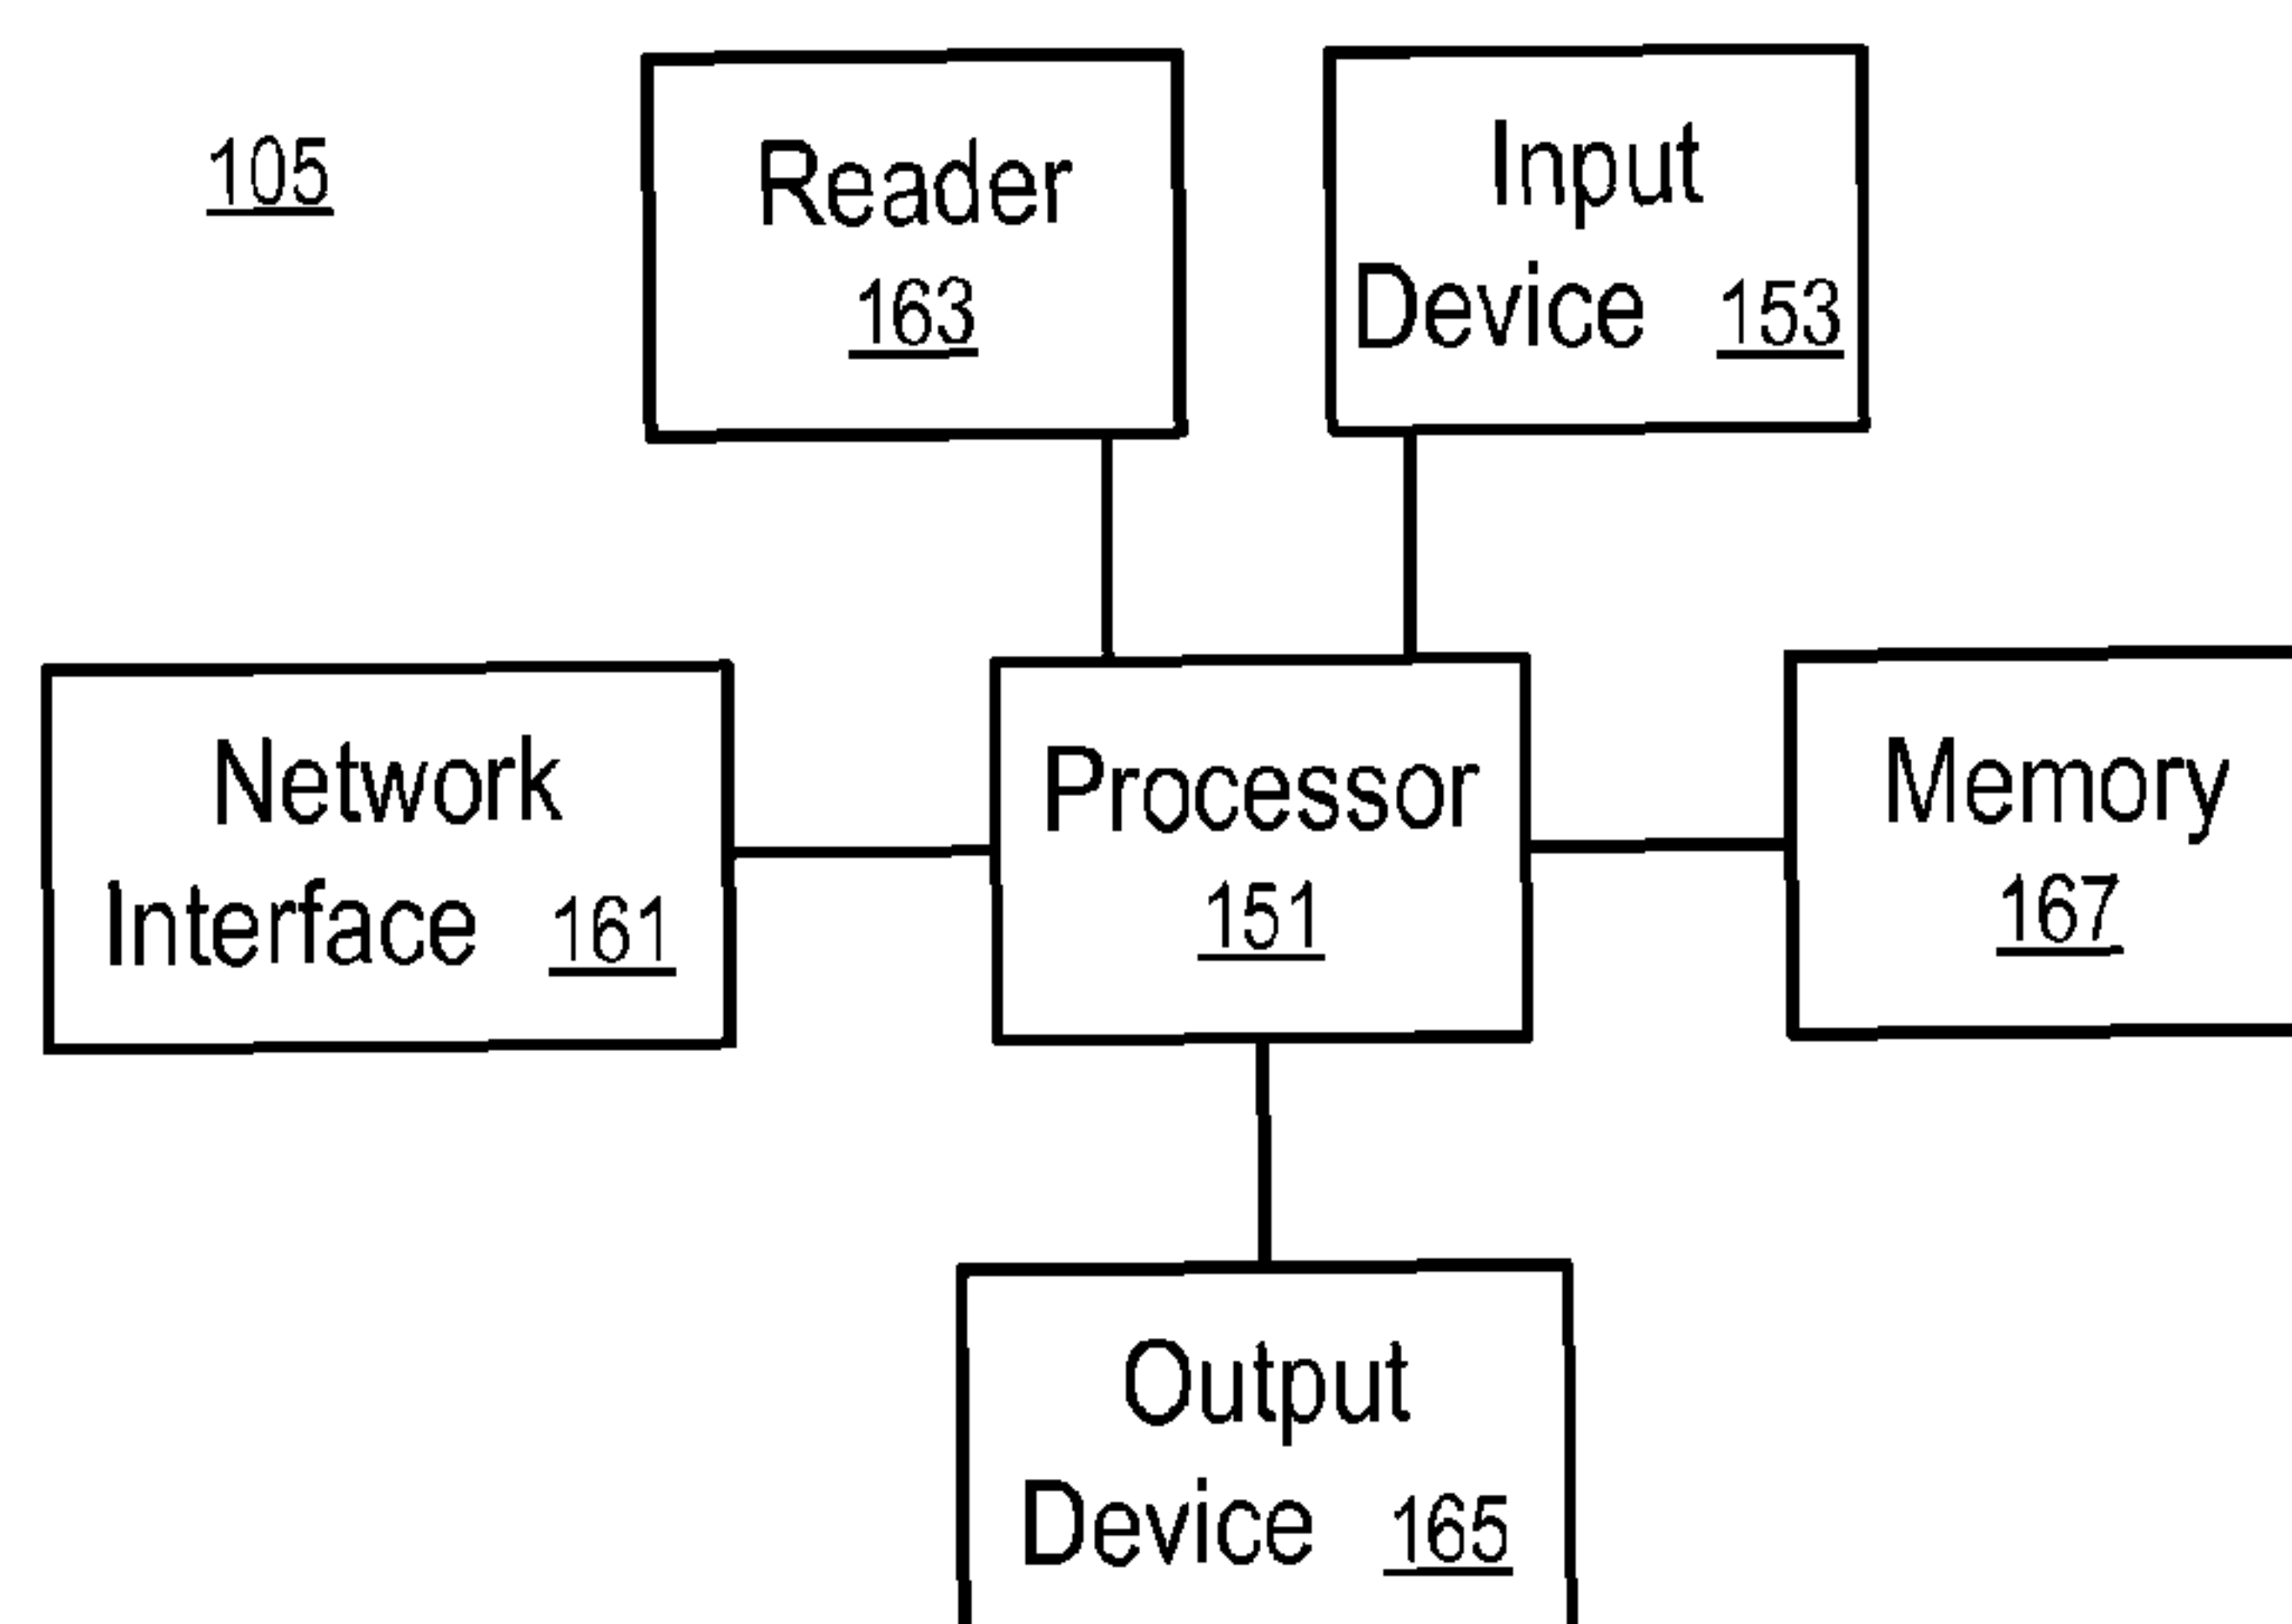 105
Reader
163
Input
Device 153
Network
Interface 161
Processor
151
Memory
167
Output
Device 165